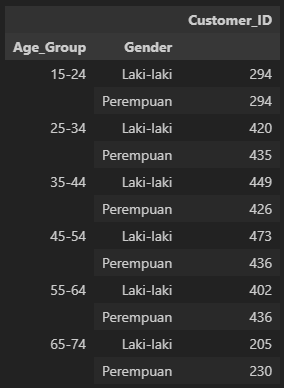 Customer_ID
Age_Group Gender
15-24 Laki-laki 294
Perempuan 294
25-34 Laki-laki 420
Perempuan 435
35-44 Laki-laki 449
Perempuan 426
45-54 Laki-laki 473
Perempuan 436
55-64 Laki-laki 402
Perempuan 436
65-74 Laki-laki 205
Perempuan 230